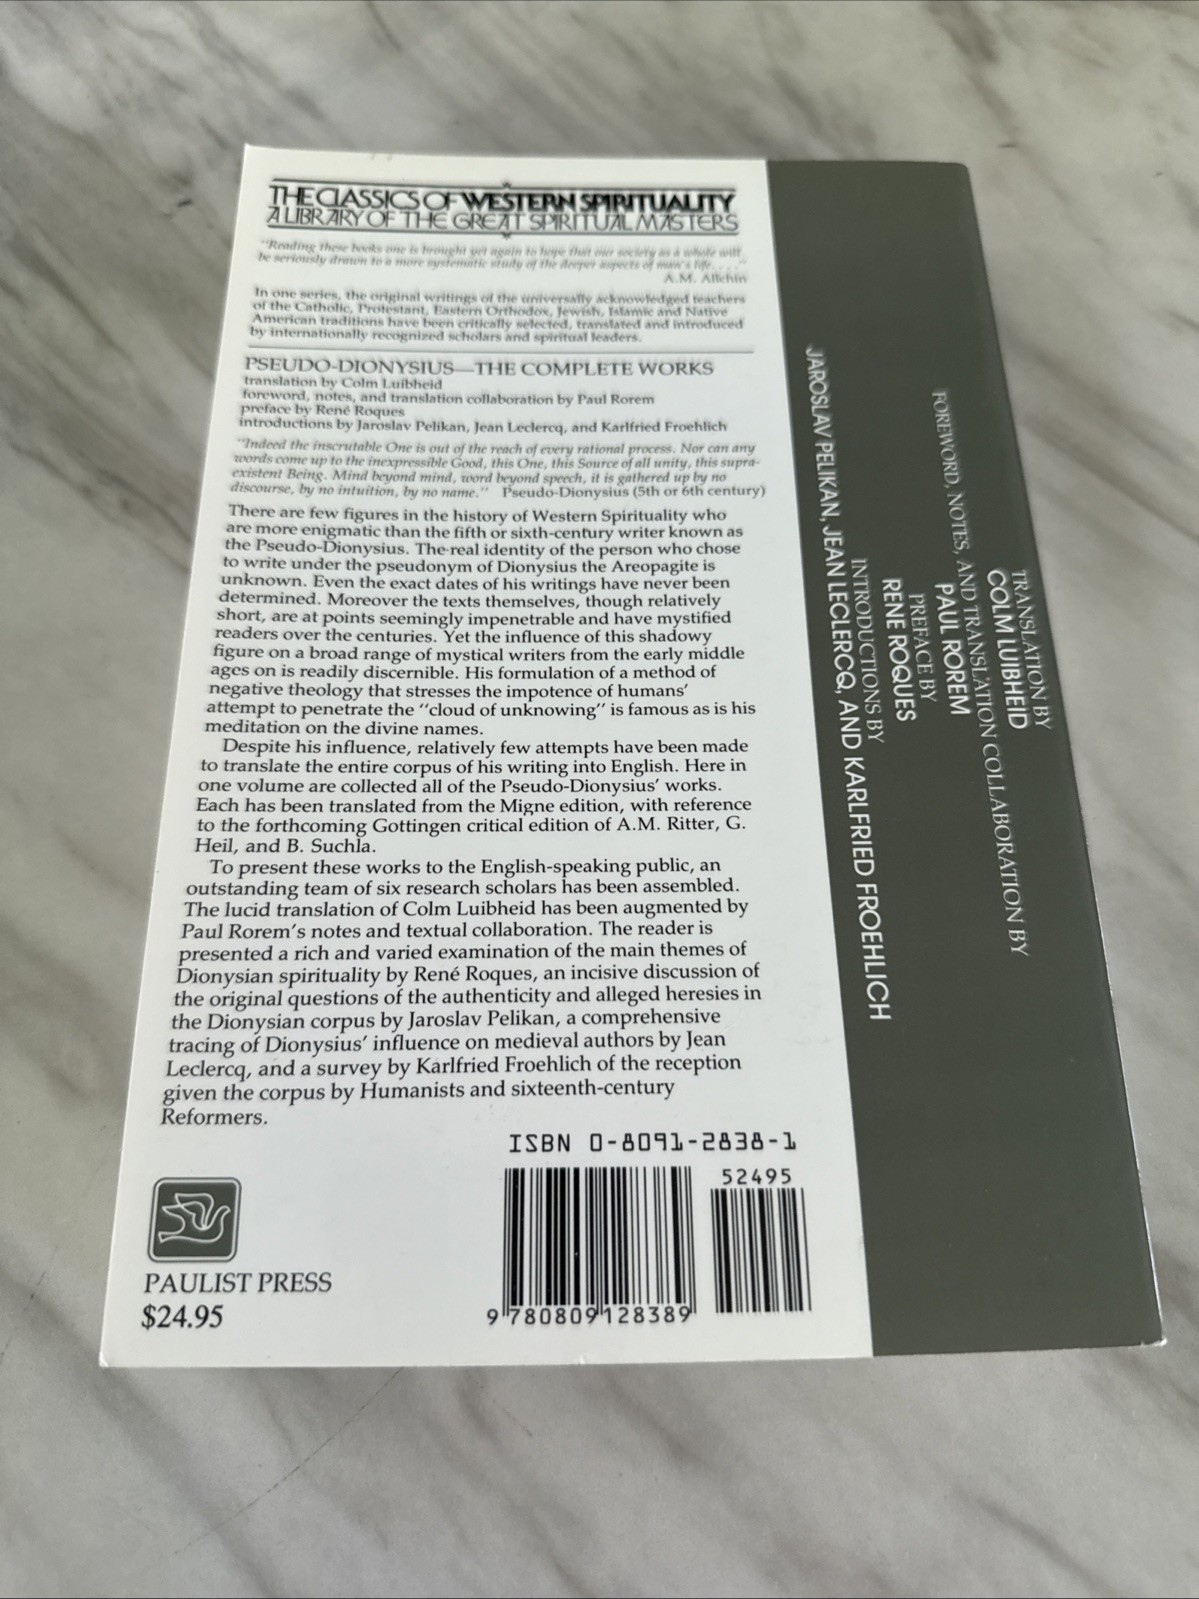 THE CLASSICS OF WESTERN SPIRITUALITY
A LIBRARY OF THE GREAT SPIRITUAL MASTERS
"Reading these books one is brought yet again to hope that our society as a whole will
be seriously drawn to a more systematic study of the deeper aspects of man's life. . . ."
A.M. Allchin
In one series, the original writings of the universally acknowledged teachers
of the Catholic, Protestant, Eastern Orthodox, Jewish, Islamic and Native
American traditions have been critically selected, translated and introduced
by internationally recognized scholars and spiritual leaders.
PSEUDO-DIONYSIUS—THE COMPLETE WORKS
translation by Colm Luibheid
foreword, notes, and translation collaboration by Paul Rorem
preface by René Roques
introductions by Jaroslav Pelikan, Jean Leclercq, and Karlfried Froehlich
"Indeed the inscrutable One is out of the reach of every rational process. Nor can any
words come up to the inexpressible Good, this One, this Source of all unity, this supra-
existent Being. Mind beyond mind, word beyond speech, it is gathered up by no
discourse, by no intuition, by no name." Pseudo-Dionysius (5th or 6th century)
There are few figures in the history of Western Spirituality who
are more enigmatic than the fifth or sixth-century writer known as
the Pseudo-Dionysius. The real identity of the person who chose
to write under the pseudonym of Dionysius the Areopagite is
unknown. Even the exact dates of his writings have never been
determined. Moreover the texts themselves, though relatively
short, are at points seemingly impenetrable and have mystified
readers over the centuries. Yet the influence of this shadowy
figure on a broad range of mystical writers from the early middle
ages on is readily discernible. His formulation of a method of
negative theology that stresses the impotence of humans'
attempt to penetrate the "cloud of unknowing" is famous as is his
meditation on the divine names.
Despite his influence, relatively few attempts have been made
to translate the entire corpus of his writing into English. Here in
one volume are collected all of the Pseudo-Dionysius' works.
Each has been translated from the Migne edition, with reference
to the forthcoming Gottingen critical edition of A.M. Ritter, G.
Heil, and B. Suchla.
To present these works to the English-speaking public, an
outstanding team of six research scholars has been assembled.
The lucid translation of Colm Luibheid has been augmented by
Paul Rorem's notes and textual collaboration. The reader is
presented a rich and varied examination of the main themes of
Dionysian spirituality by René Roques, an incisive discussion of
the original questions of the authenticity and alleged heresies in
the Dionysian corpus by Jaroslav Pelikan, a comprehensive
tracing of Dionysius' influence on medieval authors by Jean
Leclercq, and a survey by Karlfried Froehlich of the reception
given the corpus by Humanists and sixteenth-century
Reformers.
ISBN 0-8091-2838-1
52495
9 780809 128389
PAULIST PRESS
$24.95
TRANSLATION BY
COLM LUIBHEID
FOREWORD, NOTES, AND TRANSLATION COLLABORATION BY
PAUL ROREM
PREFACE BY
RENE ROQUES
INTRODUCTIONS BY
JAROSLAV PELIKAN, JEAN LECLERCQ, AND KARLFRIED FROEHLICH